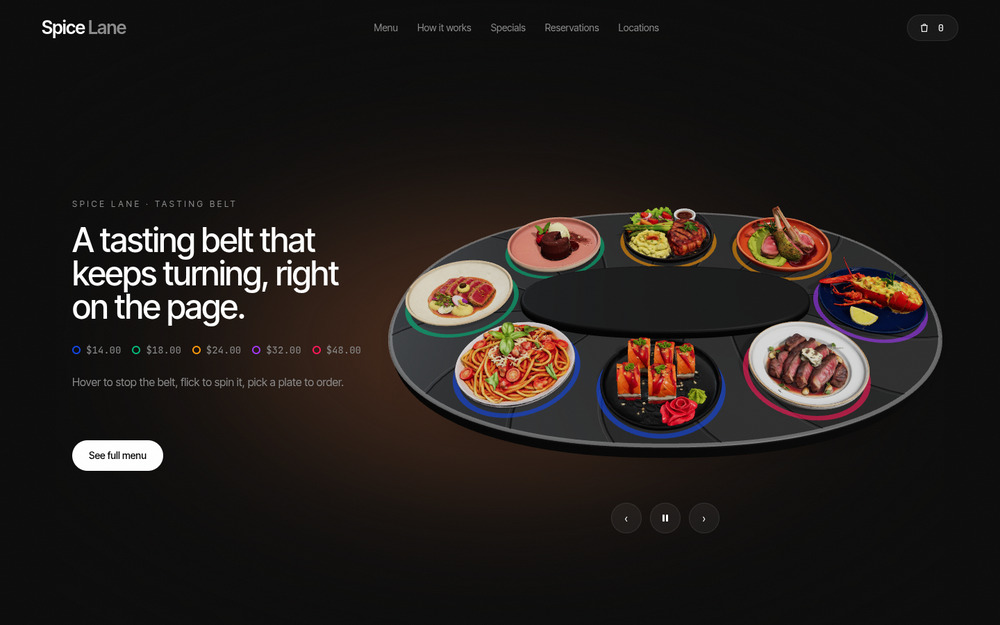 Spice Lane
Menu How it works Specials Reservations Locations
0
SPICE LANE · TASTING BELT
A tasting belt that
keeps turning, right
on the page.
$14.00 $18.00 $24.00 $32.00 $48.00
Hover to stop the belt, flick to spin it, pick a plate to order.
See full menu